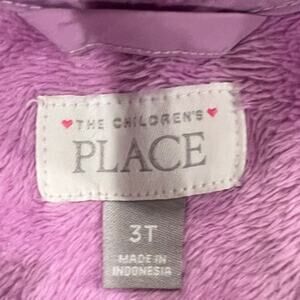 THE CHILDREN'S
PLACE
3T
MADE IN
INDONESIA